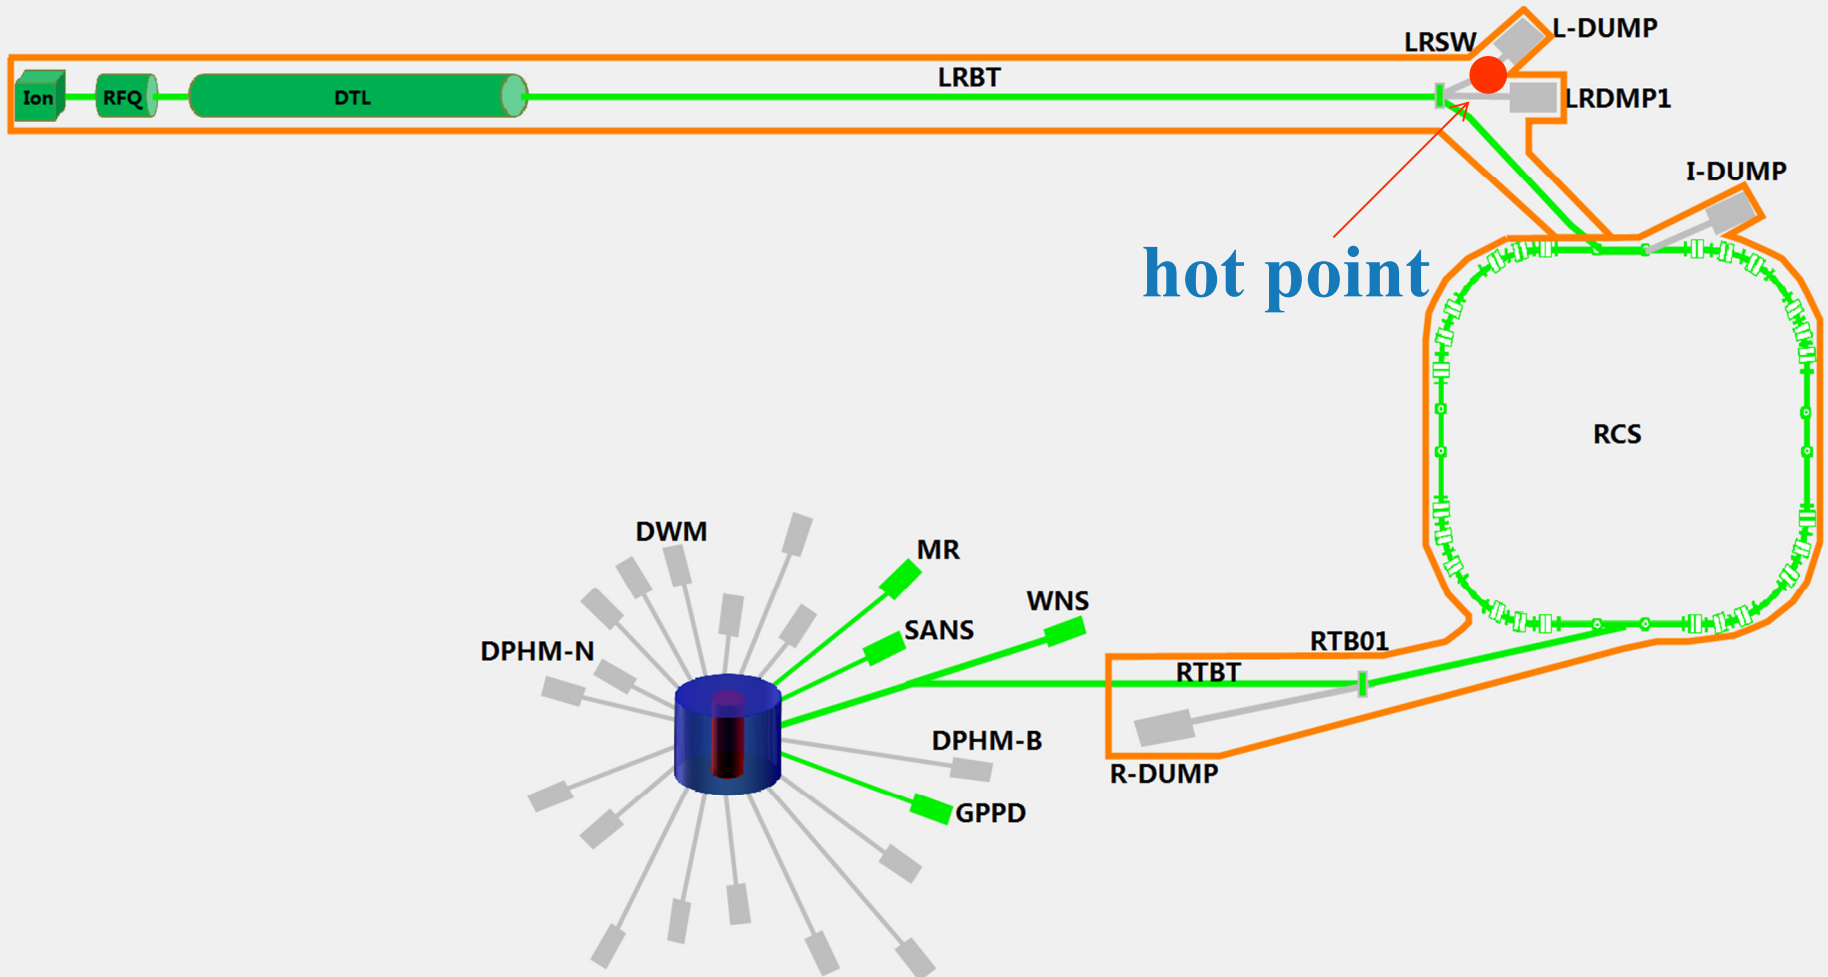 L-DUMP
LRSW
LRBT
Ion
RFQ
DTL
LRDMP1
I-DUMP
hot point
RCS
DWM
MR
WNS
SANS
RTB01
DPHM-N
RTBT
DPHM-B
R-DUMP
GPPD